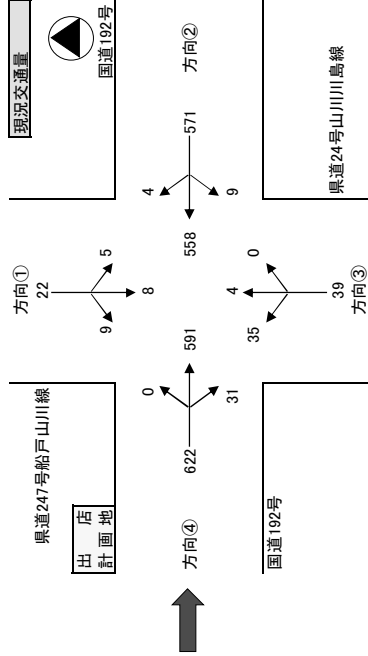 現況交通量
国道192号
方向①
22
5
8
9
県道247号船戸山川線
出店
計画地
方向②
571
4
558
9
方向④
622
0
591
31
方向③
39
0
4
35
国道192号
県道24号山川川島線